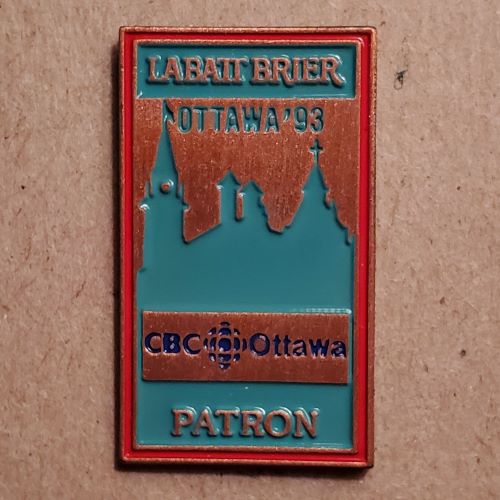 LABATT BRIER
OTTAWA '93
CBC Ottawa
PATRON